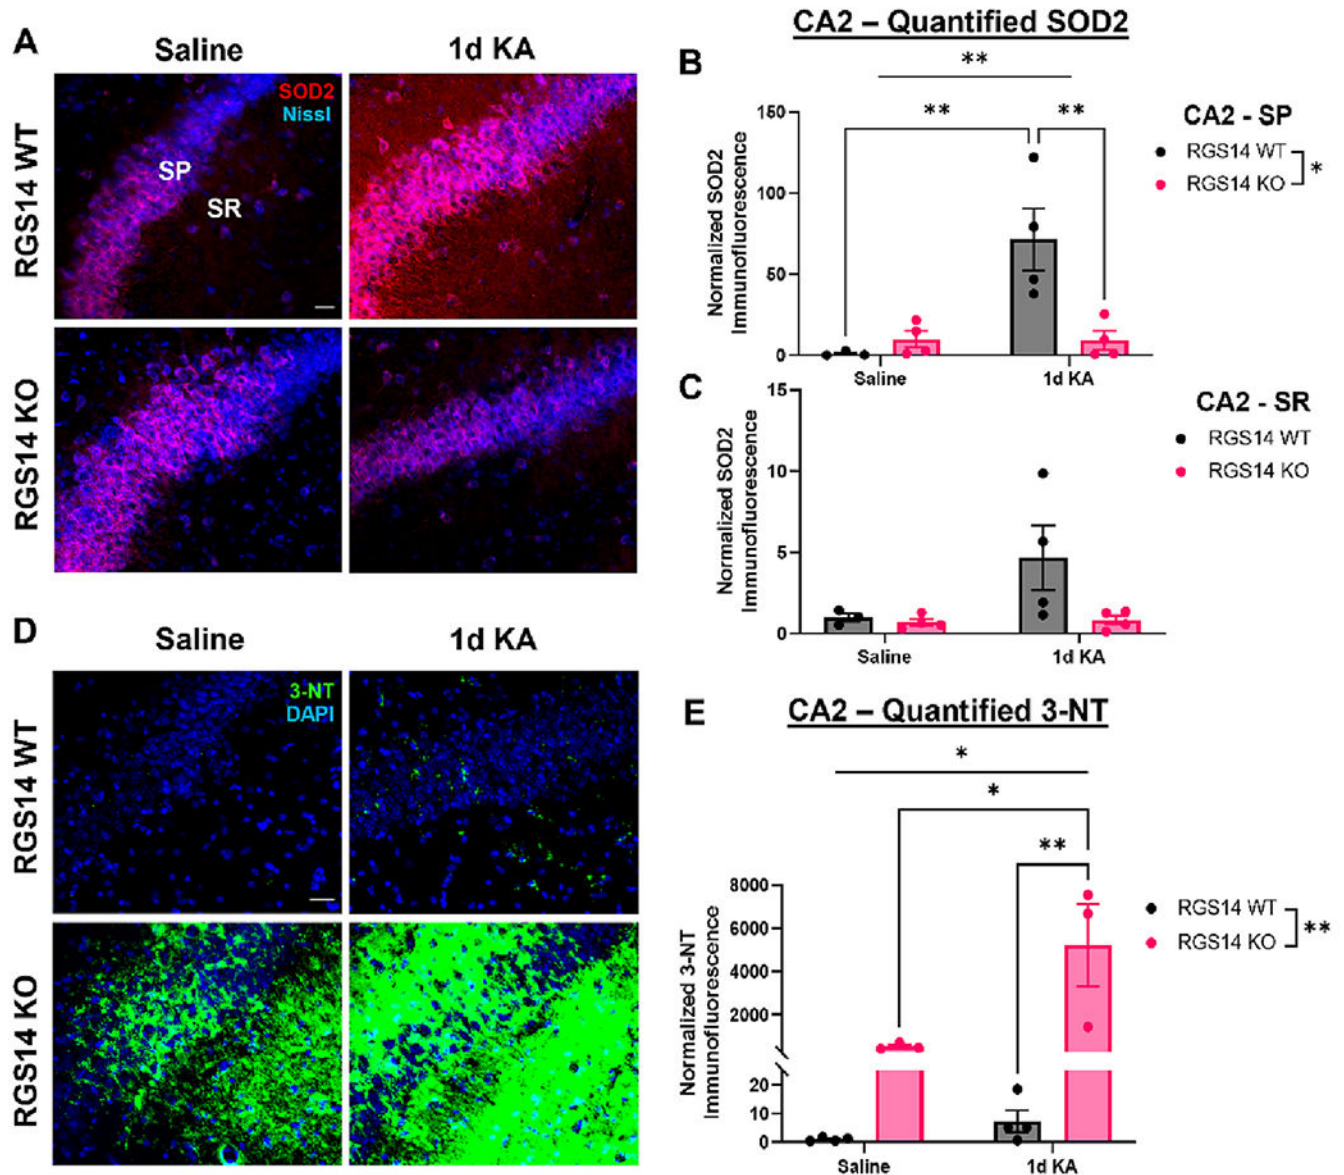 A
Saline
1d KA
RGS14 WT
SOD2
Nissl
SP
SR
RGS14 KO
CA2 – Quantified SOD2
B
**
**
**
150
100
50
0
Normalized SOD2
Immunofluorescence
Saline
1d KA
CA2 - SP
RGS14 WT
RGS14 KO
*
C
15
10
5
0
Normalized SOD2
Immunofluorescence
Saline
1d KA
CA2 - SR
RGS14 WT
RGS14 KO
D
Saline
1d KA
RGS14 WT
3-NT
DAPI
RGS14 KO
E
CA2 – Quantified 3-NT
*
*
**
8000
6000
4000
2000
20
10
0
Normalized 3-NT
Immunofluorescence
Saline
1d KA
RGS14 WT
RGS14 KO
**